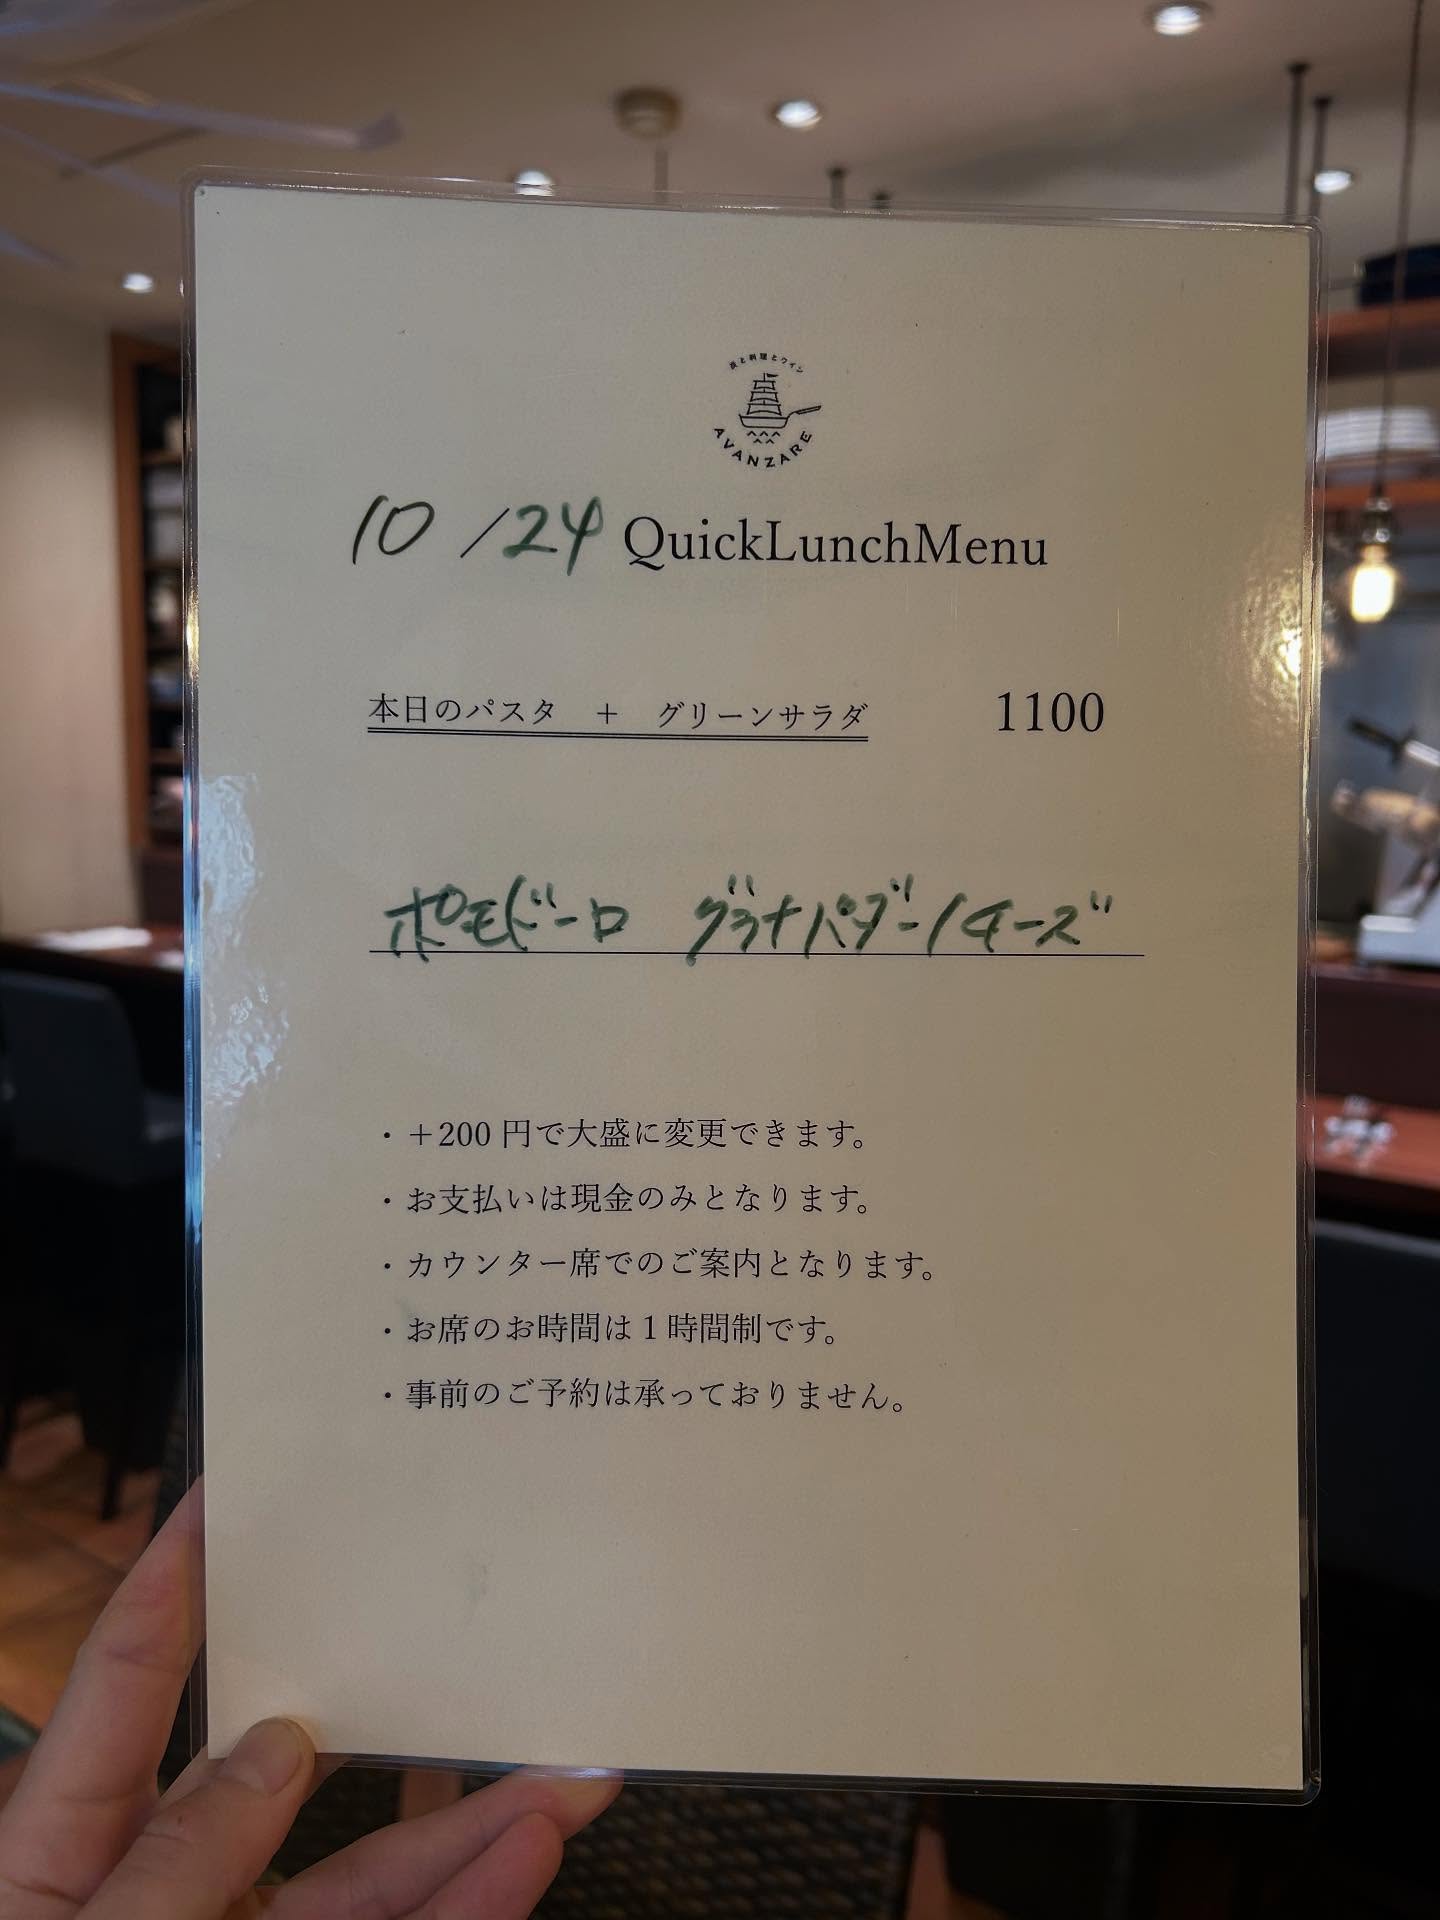 炭と料理とワイン
AVANZARE
10/24 QuickLunchMenu
本日のパスタ　＋　グリーンサラダ　1100
ポモドーロ　グラナパダーノチーズ
・＋200 円で大盛に変更できます。
・お支払いは現金のみとなります。
・カウンター席でのご案内となります。
・お席のお時間は 1 時間制です。
・事前のご予約は承っておりません。